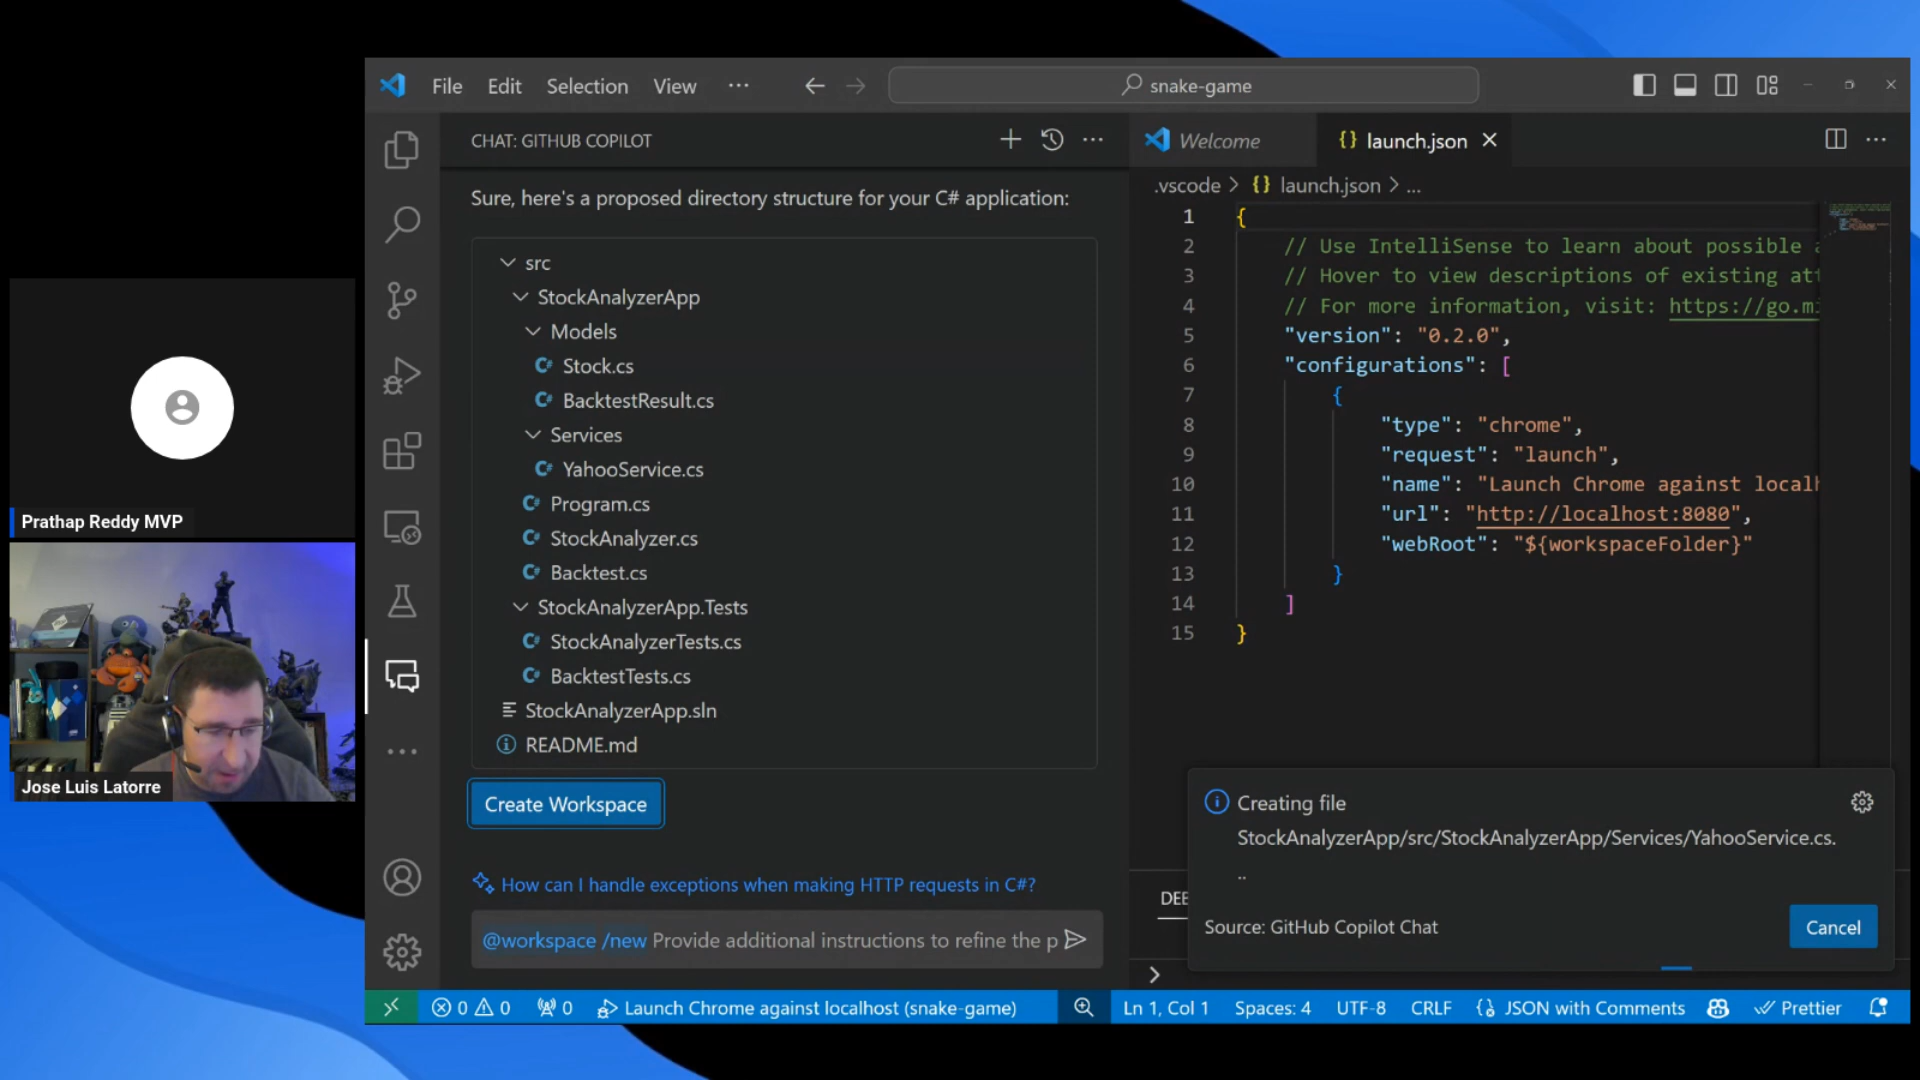 File Edit Selection View ···
snake-game
CHAT: GITHUB COPILOT
Sure, here's a proposed directory structure for your C# application:
src
StockAnalyzerApp
Models
C# Stock.cs
C# BacktestResult.cs
Services
C# YahooService.cs
C# Program.cs
C# StockAnalyzer.cs
C# Backtest.cs
StockAnalyzerApp.Tests
C# StockAnalyzerTests.cs
C# BacktestTests.cs
StockAnalyzerApp.sln
README.md
Create Workspace
How can I handle exceptions when making HTTP requests in C#?
@workspace /new Provide additional instructions to refine the p
Welcome
{} launch.json
.vscode > {} launch.json > ...
1 {
2 // Use IntelliSense to learn about possible a
3 // Hover to view descriptions of existing att
4 // For more information, visit: https://go.mi
5 "version": "0.2.0",
6 "configurations": [
7 {
8 "type": "chrome",
9 "request": "launch",
10 "name": "Launch Chrome against localh
11 "url": "http://localhost:8080",
12 "webRoot": "${workspaceFolder}"
13 }
14 ]
15 }
DEB
Creating file
StockAnalyzerApp/src/StockAnalyzerApp/Services/YahooService.cs.
..
Source: GitHub Copilot Chat
Cancel
0 0 0 Launch Chrome against localhost (snake-game)
Ln 1, Col 1 Spaces: 4 UTF-8 CRLF JSON with Comments Prettier
Prathap Reddy MVP
Jose Luis Latorre